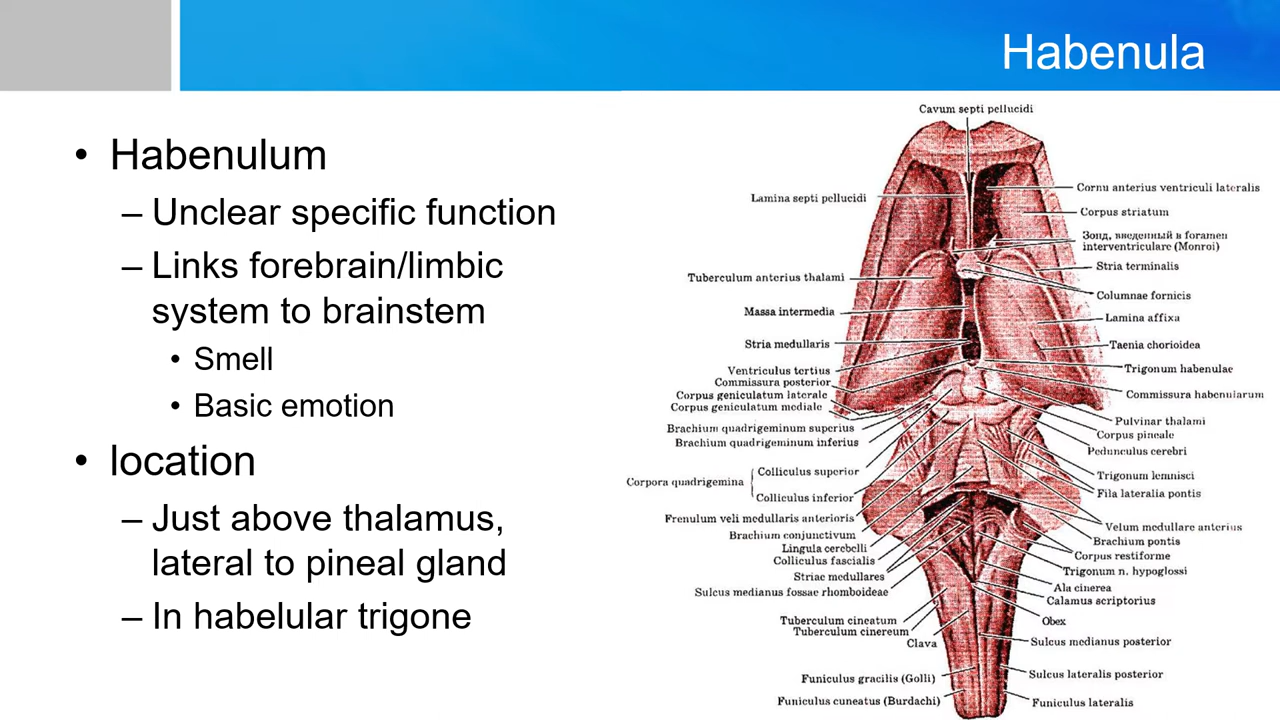 Habenula
• Habenulum
– Unclear specific function
– Links forebrain/limbic
system to brainstem
• Smell
• Basic emotion
• location
– Just above thalamus,
lateral to pineal gland
– In habelular trigone
Cavum septi pellucidi
Lamina septi pellucidi
Tuberculum anterius thalami
Massa intermedia
Stria medullaris
Ventriculus tertius
Commissura posterior
Corpus geniculatum laterale
Corpus geniculatum mediale
Brachium quadrigeminum superius
Brachium quadrigeminum inferius
Corpora quadrigemina
Colliculus superior
Colliculus inferior
Frenulum veli medullaris anterioris
Brachium conjunctivum
Lingula cerebelli
Colliculus fascialis
Striae medullares
Sulcus medianus fossae rhomboideae
Tuberculum cineatum
Tuberculum cinereum
Clava
Funiculus gracilis (Golli)
Funiculus cuneatus (Burdachi)
Cornu anterius ventriculi lateralis
Corpus striatum
Зонд, введенный в foramen
interventriculare (Monroi)
Stria terminalis
Columnae fornicis
Lamina affixa
Taenia chorioidea
Trigonum habenulae
Commissura habenularum
Pulvinar thalami
Corpus pineale
Pedunculus cerebri
Trigonum lemnisci
Fila lateralia pontis
Velum medullare anterius
Brachium pontis
Corpus restiforme
Trigonum n. hypoglossi
Ala cinerea
Calamus scriptorius
Obex
Sulcus medianus posterior
Sulcus lateralis posterior
Funiculus lateralis